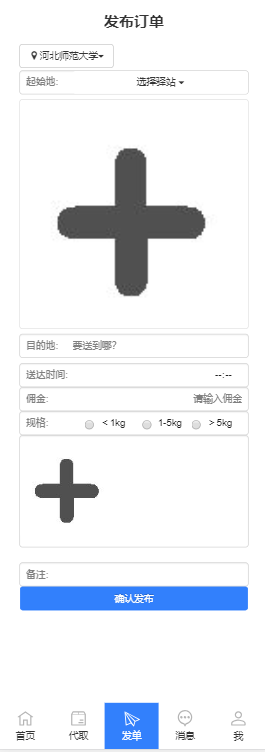 发布订单
河北师范大学
起始地: 选择驿站
目的地: 要送到哪?
送达时间: --:--
佣金: 请输入佣金
规格: < 1kg 1-5kg > 5kg
备注:
确认发布
首页 代取 发单 消息 我